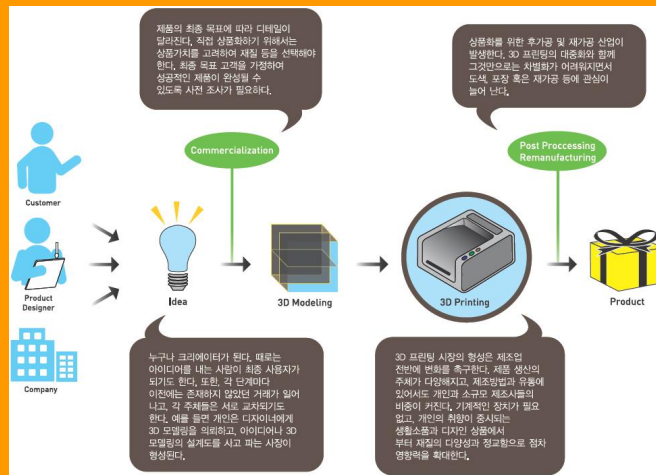 제품의 최종 목표에 따라 디테일이
달라진다. 직접 상품화하기 위해서는
상품가치를 고려하여 재질 등을 선택해야
한다. 최종 목표 고객을 가정하여
성공적인 제품이 완성될 수
있도록 사전 조사가 필요하다.
상품화를 위한 후가공 및 재가공 산업이
발생한다. 3D 프린팅의 대중화와 함께
그것만으로는 차별화가 어려워지면서
도색, 포장 혹은 재가공 등에 관심이
늘어 난다.
Commercialization
Post Proccessing
Remanufacturing
Customer
Product
Designer
Company
Idea
3D Modeling
3D Printing
Product
누구나 크리에이터가 된다. 때로는
아이디어를 내는 사람이 최종 사용자가
되기도 한다. 또한, 각 단계마다
이전에는 존재하지 않았던 거래가 일어
나고, 각 주체들은 서로 교차되기도
한다. 예를 들면 개인은 디자이너에게
3D 모델링을 의뢰하고, 아이디어나 3D
모델링의 설계도를 사고 파는 시장이
형성된다.
3D 프린팅 시장의 형성은 제조업
전반에 변화를 촉구한다. 제품 생산의
주체가 다양해지고, 제조방법과 유통에
있어서도 개인과 소규모 제조사들의
비중이 커진다. 기계적인 장치가 필요
없고, 개인의 취향이 중시되는
생활소품과 디자인 상품에서
부터 재질의 다양성과 정교함으로 점차
영향력을 확대한다.